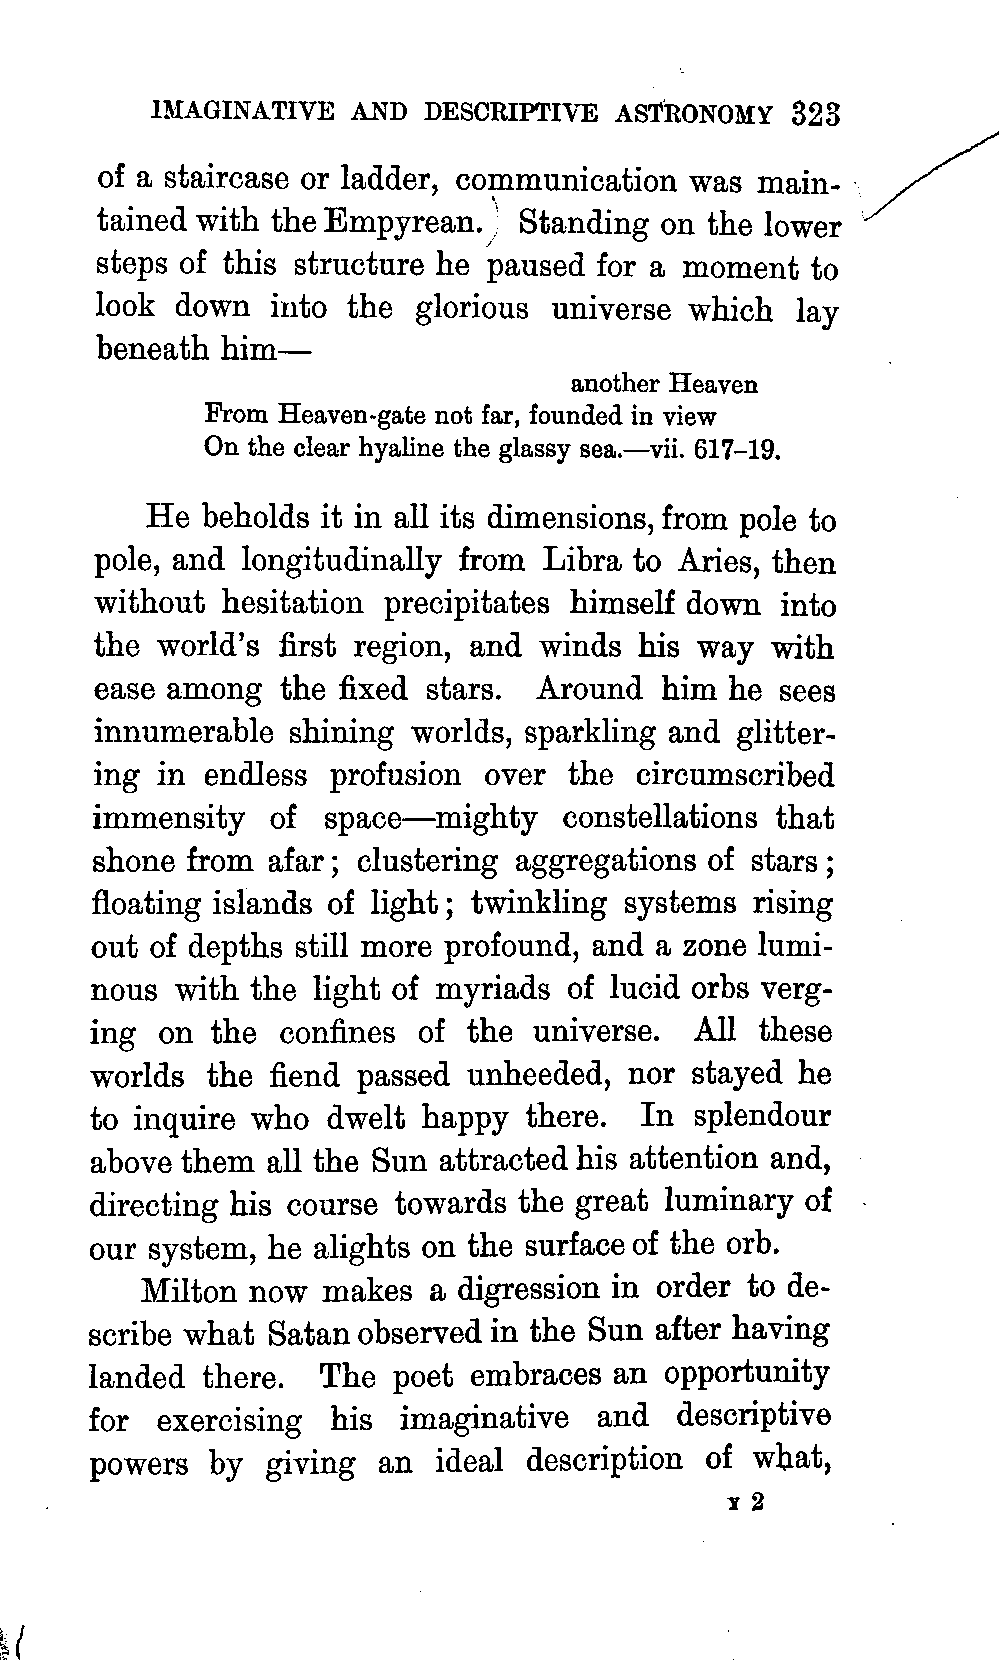 IMAGINATIVE AND DESCRIPTIVE ASTRONOMY 323
of a staircase or ladder, communication was main-
tained with the Empyrean. Standing on the lower
steps of this structure he paused for a moment to
look down into the glorious universe which lay
beneath him—
another Heaven
From Heaven-gate not far, founded in view
On the clear hyaline the glassy sea.—vii. 617-19.
He beholds it in all its dimensions, from pole to
pole, and longitudinally from Libra to Aries, then
without hesitation precipitates himself down into
the world's first region, and winds his way with
ease among the fixed stars. Around him he sees
innumerable shining worlds, sparkling and glitter-
ing in endless profusion over the circumscribed
immensity of space—mighty constellations that
shone from afar; clustering aggregations of stars;
floating islands of light; twinkling systems rising
out of depths still more profound, and a zone lumi-
nous with the light of myriads of lucid orbs verg-
ing on the confines of the universe. All these
worlds the fiend passed unheeded, nor stayed he
to inquire who dwelt happy there. In splendour
above them all the Sun attracted his attention and,
directing his course towards the great luminary of
our system, he alights on the surface of the orb.
Milton now makes a digression in order to de-
scribe what Satan observed in the Sun after having
landed there. The poet embraces an opportunity
for exercising his imaginative and descriptive
powers by giving an ideal description of what,
Y 2